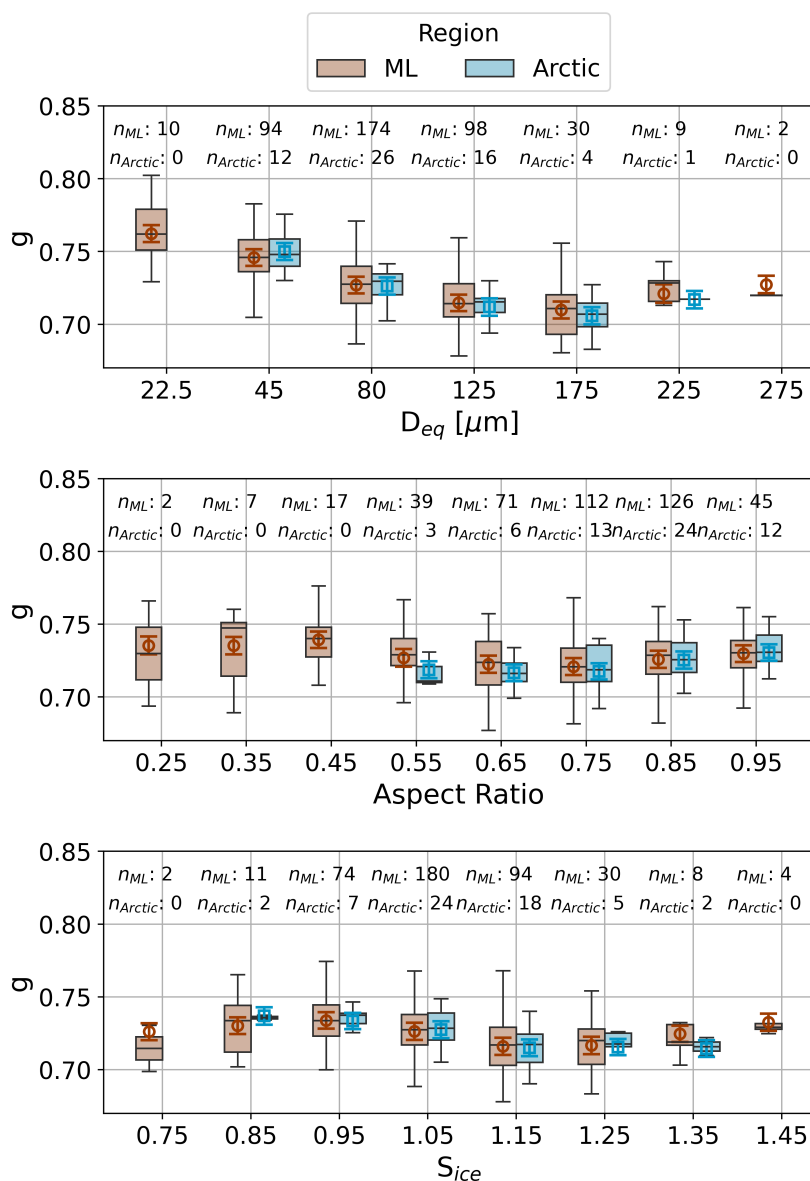 Region
ML Arctic
0.85
n_ML: 10 n_ML: 94 n_ML: 174 n_ML: 98 n_ML: 30 n_ML: 9 n_ML: 2
n_Arctic: 0 n_Arctic: 12 n_Arctic: 26 n_Arctic: 16 n_Arctic: 4 n_Arctic: 1 n_Arctic: 0
0.80
g
0.75
0.70
22.5 45 80 125 175 225 275
D_eq [μm]
0.85
n_ML: 2 n_ML: 7 n_ML: 17 n_ML: 39 n_ML: 71 n_ML: 112 n_ML: 126 n_ML: 45
n_Arctic: 0 n_Arctic: 0 n_Arctic: 0 n_Arctic: 3 n_Arctic: 6 n_Arctic: 13 n_Arctic: 24 n_Arctic: 12
0.80
g
0.75
0.70
0.25 0.35 0.45 0.55 0.65 0.75 0.85 0.95
Aspect Ratio
0.85
n_ML: 2 n_ML: 11 n_ML: 74 n_ML: 180 n_ML: 94 n_ML: 30 n_ML: 8 n_ML: 4
n_Arctic: 0 n_Arctic: 2 n_Arctic: 7 n_Arctic: 24 n_Arctic: 18 n_Arctic: 5 n_Arctic: 2 n_Arctic: 0
0.80
g
0.75
0.70
0.75 0.85 0.95 1.05 1.15 1.25 1.35 1.45
S_ice